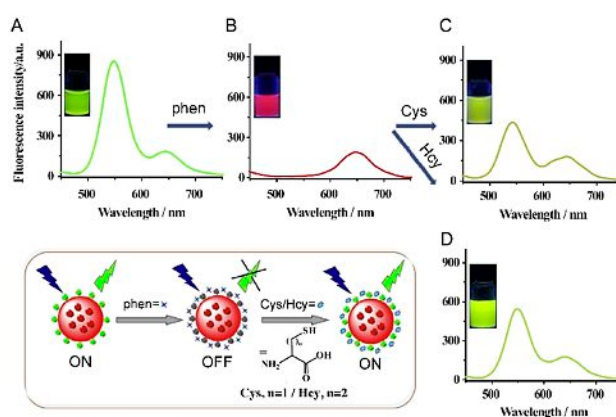 A
B
C
Fluorescence intensity/a.u.
900
600
300
0
500
600
700
Wavelength / nm
phen
900
600
300
0
500
600
700
Wavelength / nm
Cys
Hcy
900
600
300
0
500
600
700
Wavelength / nm
phen=
Cys/Hcy=
ON
OFF
ON
=
SH
n
NH₂
O
OH
Cys, n=1 / Hcy, n=2
D
900
600
300
0
500
600
700
Wavelength / nm